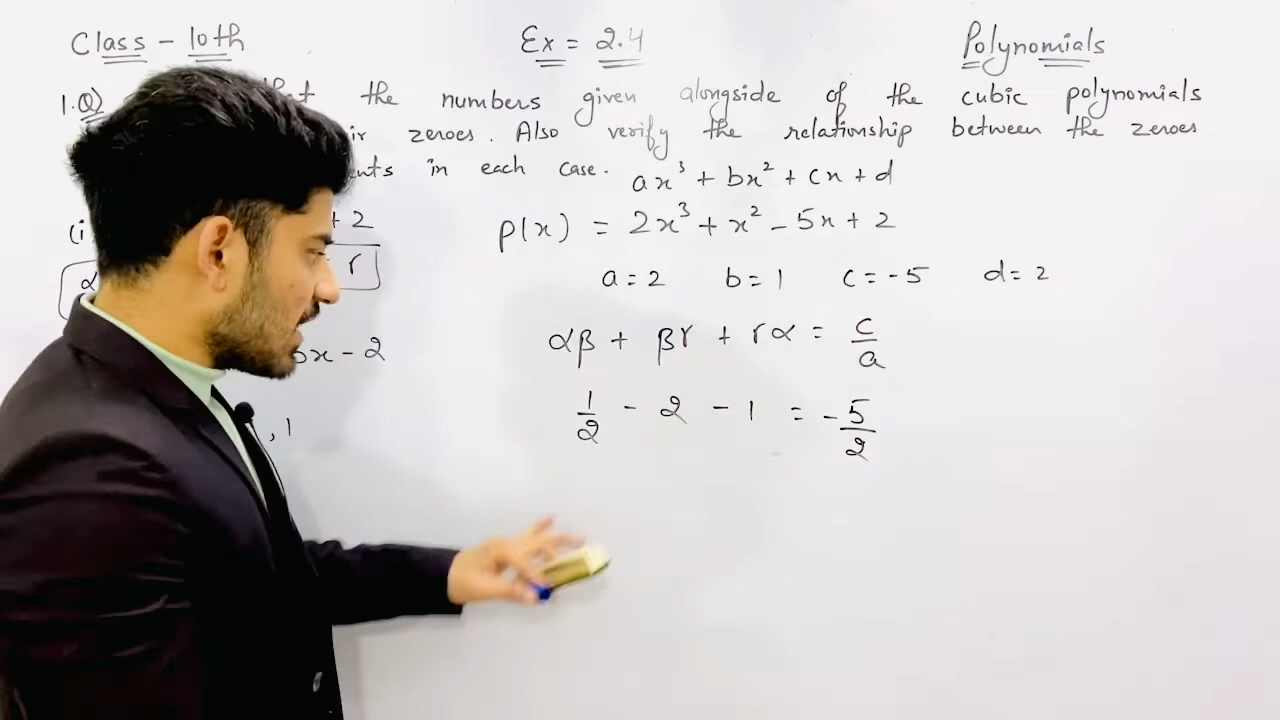 Class - 10th Ex = 2.4 Polynomials
1.Q) the numbers given alongside of the cubic polynomials
zeroes. Also verify the relationship between the zeroes
in each case. ax³ + bx² + cx + d
(i + 2 p(x) = 2x³ + x² - 5x + 2
α r a = 2 b = 1 c = -5 d = 2
αβ + βr + rα = c/a
x - 2
1/2 - 2 - 1 = -5/2
, 1